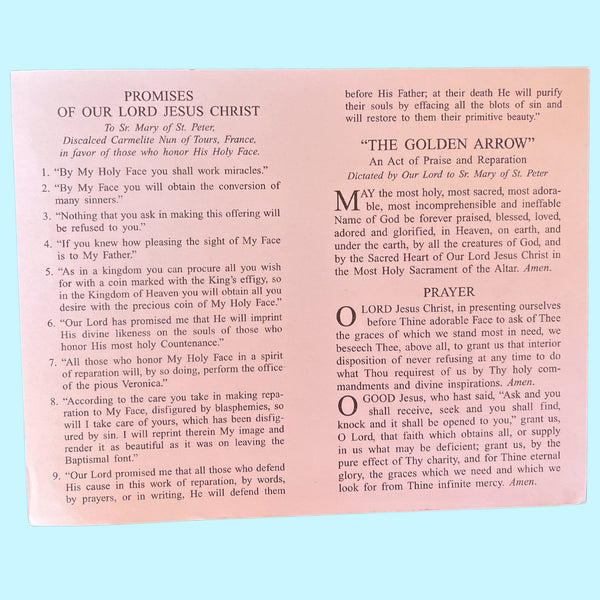 PROMISES
OF OUR LORD JESUS CHRIST
To Sr. Mary of St. Peter,
Discalced Carmelite Nun of Tours, France,
in favor of those who honor His Holy Face.
1. “By My Holy Face you shall work miracles.”
2. “By My Face you will obtain the conversion of
many sinners.”
3. “Nothing that you ask in making this offering will
be refused to you.”
4. “If you knew how pleasing the sight of My Face
is to My Father.”
5. “As in a kingdom you can procure all you wish
for with a coin marked with the King’s effigy, so
in the Kingdom of Heaven you will obtain all you
desire with the precious coin of My Holy Face.”
6. “Our Lord has promised me that He will imprint
His divine likeness on the souls of those who
honor His most holy Countenance.”
7. “All those who honor My Holy Face in a spirit
of reparation will, by so doing, perform the office
of the pious Veronica.”
8. “According to the care you take in making repa-
ration to My Face, disfigured by blasphemies, so
will I take care of yours, which has been disfig-
ured by sin. I will reprint therein My image and
render it as beautiful as it was on leaving the
Baptismal font.”
9. “Our Lord promised me that all those who defend
His cause in this work of reparation, by words,
by prayers, or in writing, He will defend them
before His Father; at their death He will purify
their souls by effacing all the blots of sin and
will restore to them their primitive beauty.”
“THE GOLDEN ARROW”
An Act of Praise and Reparation
Dictated by Our Lord to Sr. Mary of St. Peter
MAY the most holy, most sacred, most adora-
ble, most incomprehensible and ineffable
Name of God be forever praised, blessed, loved,
adored and glorified, in Heaven, on earth, and
under the earth, by all the creatures of God, and
by the Sacred Heart of Our Lord Jesus Christ in
the Most Holy Sacrament of the Altar. Amen.
PRAYER
O LORD Jesus Christ, in presenting ourselves
before Thine adorable Face to ask of Thee
the graces of which we stand most in need, we
beseech Thee, above all, to grant us that interior
disposition of never refusing at any time to do
what Thou requirest of us by Thy holy com-
mandments and divine inspirations. Amen.
O GOOD Jesus, who hast said, “Ask and you
shall receive, seek and you shall find,
knock and it shall be opened to you,” grant us,
O Lord, that faith which obtains all, or supply
in us what may be deficient; grant us, by the
pure effect of Thy charity, and for Thine eternal
glory, the graces which we need and which we
look for from Thine infinite mercy. Amen.